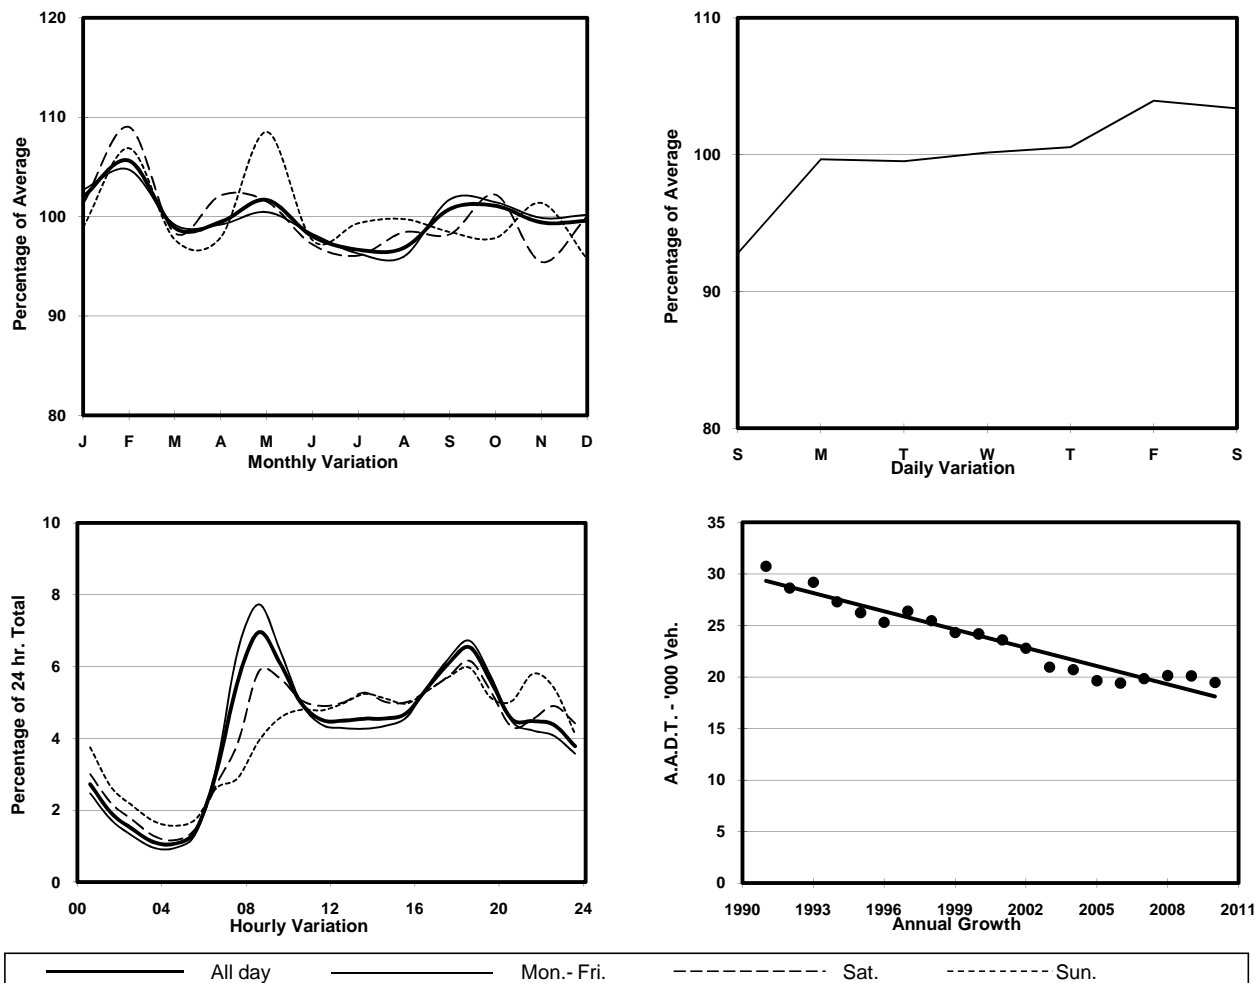 120
110
100
90
80
Percentage of Average
J F M A M J J A S O N D
Monthly Variation
110
100
90
80
Percentage of Average
S M T W T F S
Daily Variation
10
8
6
4
2
0
Percentage of 24 hr. Total
00 04 08 12 16 20 24
Hourly Variation
35
30
25
20
15
10
5
0
A.A.D.T. - '000 Veh.
1990 1993 1996 1999 2002 2005 2008 2011
Annual Growth
All day Mon.- Fri. Sat. Sun.